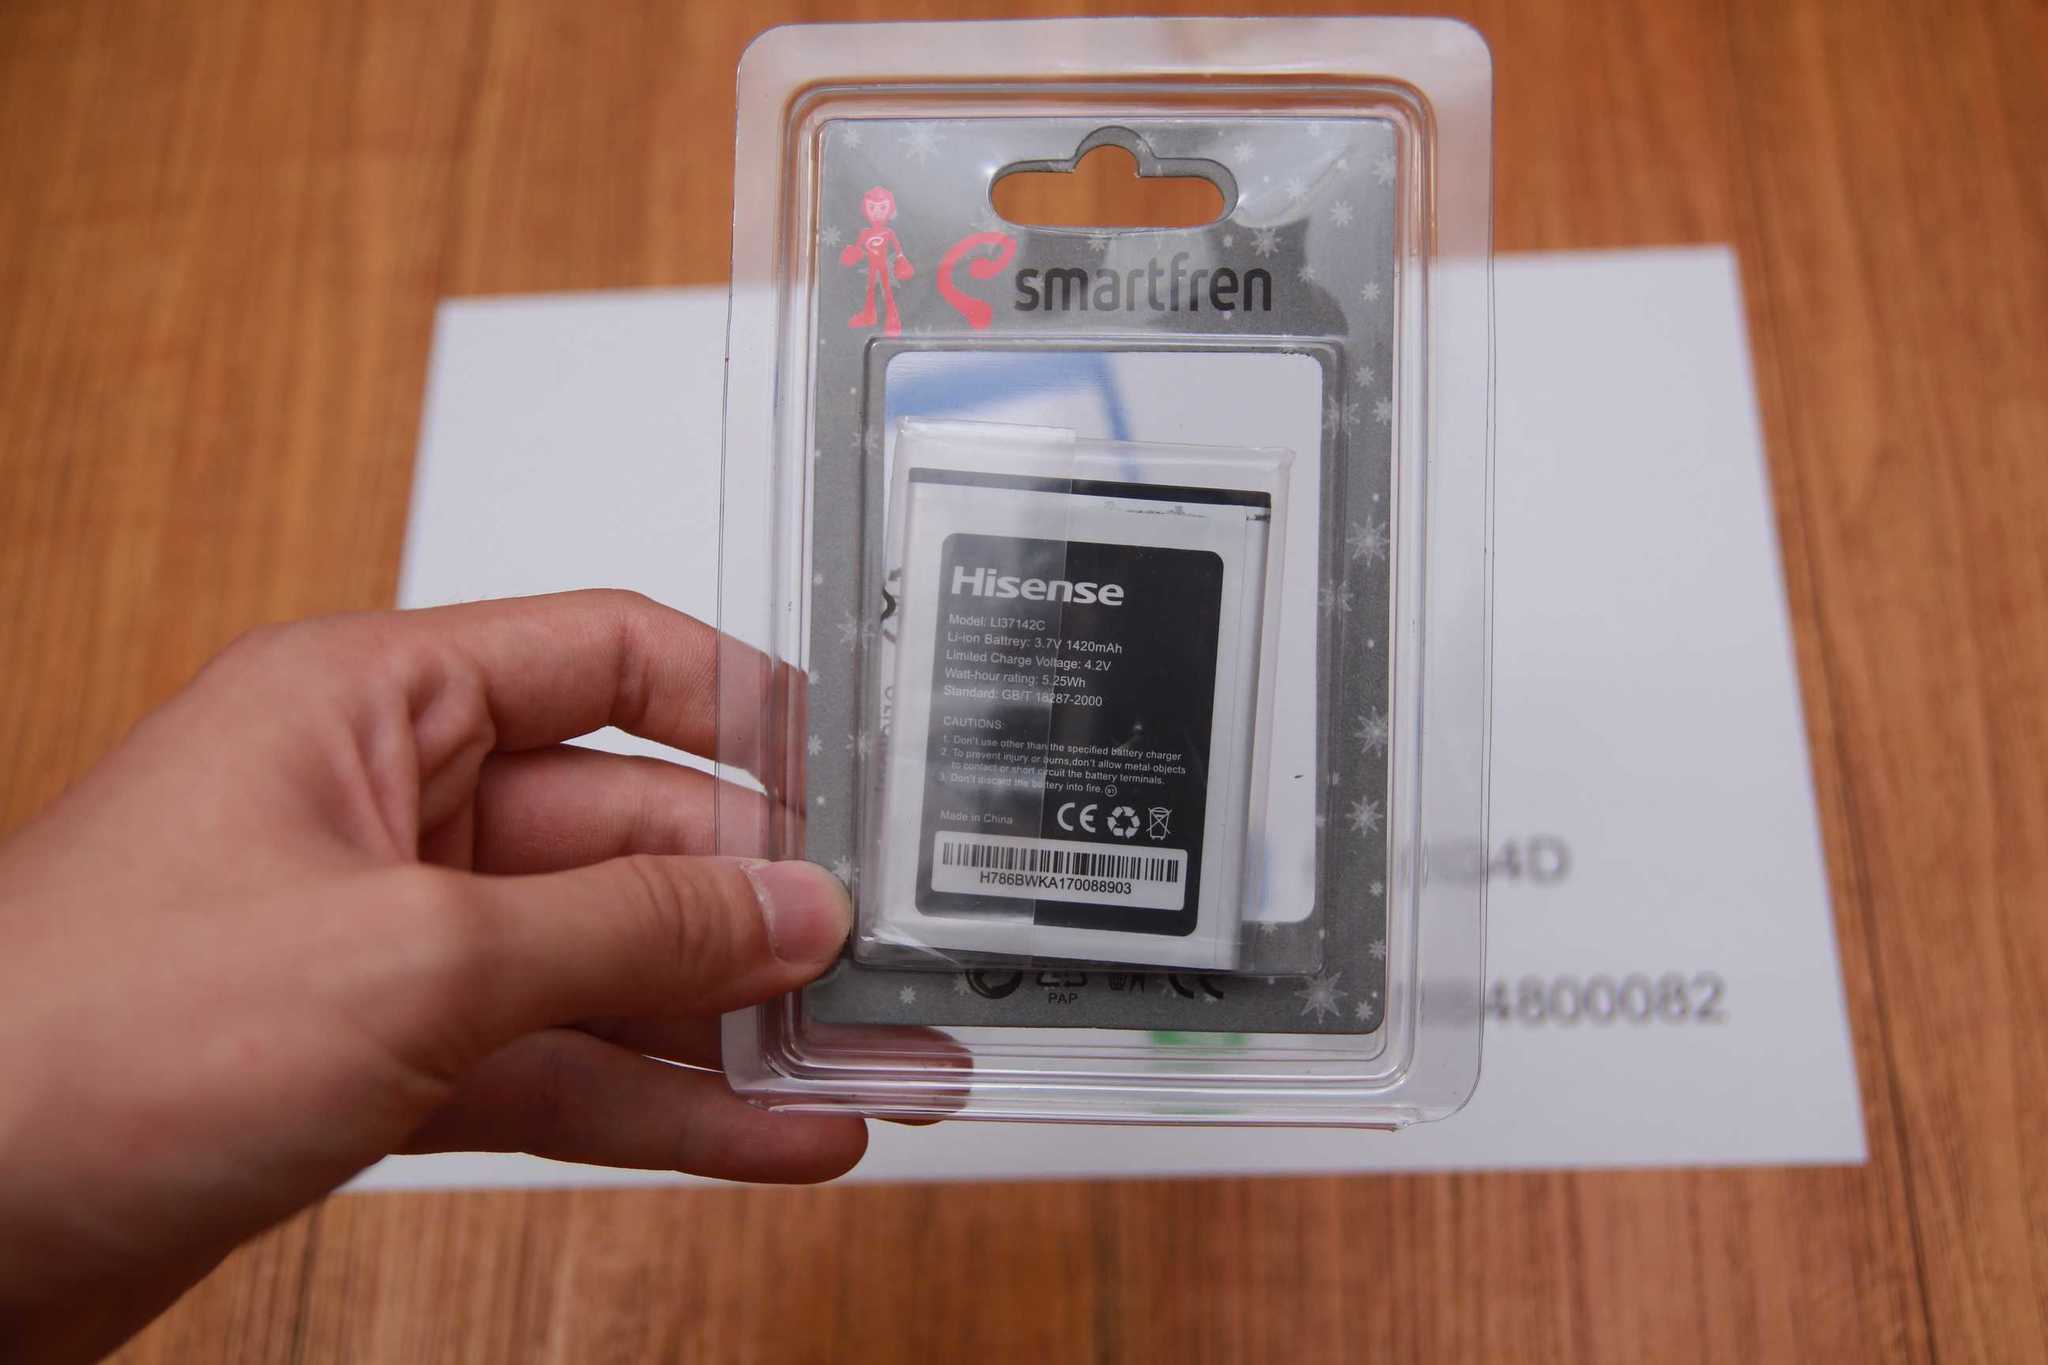 smartfren
Hisense
Model: LI37142C
Li-ion Battrey: 3.7V 1420mAh
Limited Charge Voltage: 4.2V
Watt-hour rating: 5.25Wh
Standard: GB/T 18287-2000
CAUTIONS:
1. Don't use other than the specified battery charger
2. To prevent injury or burns,don't allow metal objects
to contact or short circuit the battery terminals.
3. Don't discard the battery into fire.
Made in China
CE
H786BWKA170088903
PAP
4800082